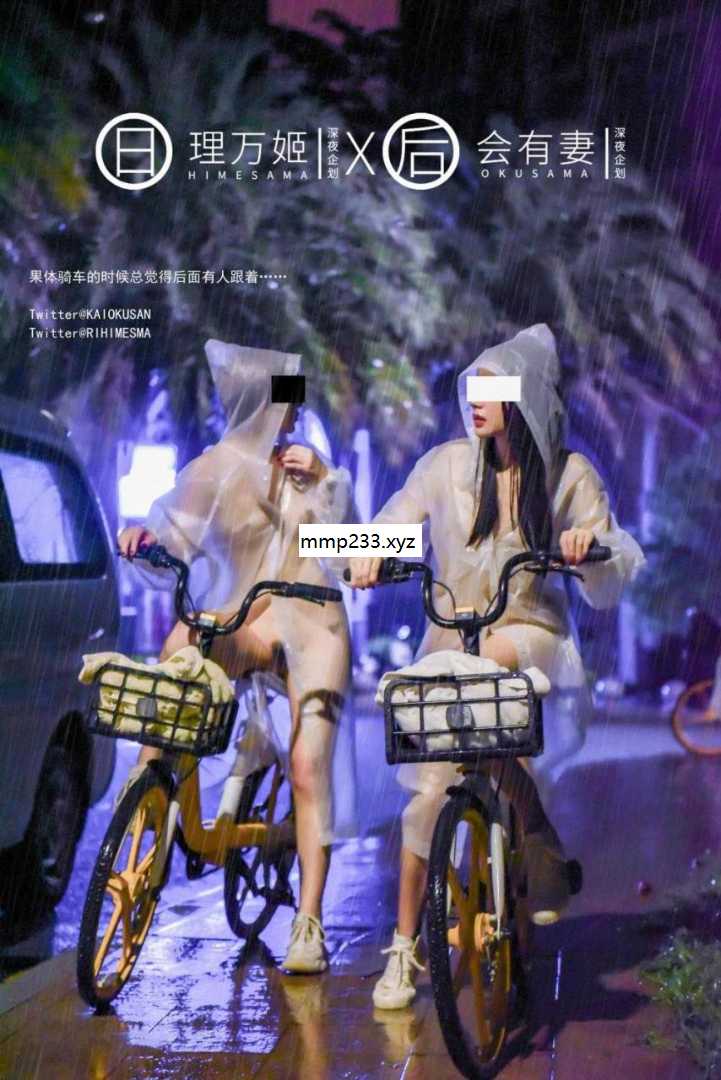 日 理万姬 深夜企划 X 后 会有妻 深夜企划
HIMESAMA OKUSAMA
果体骑车的时候总觉得后面有人跟着……
Twitter@KAIOKUSAN
Twitter@RIHIMESMA
mmp233.xyz